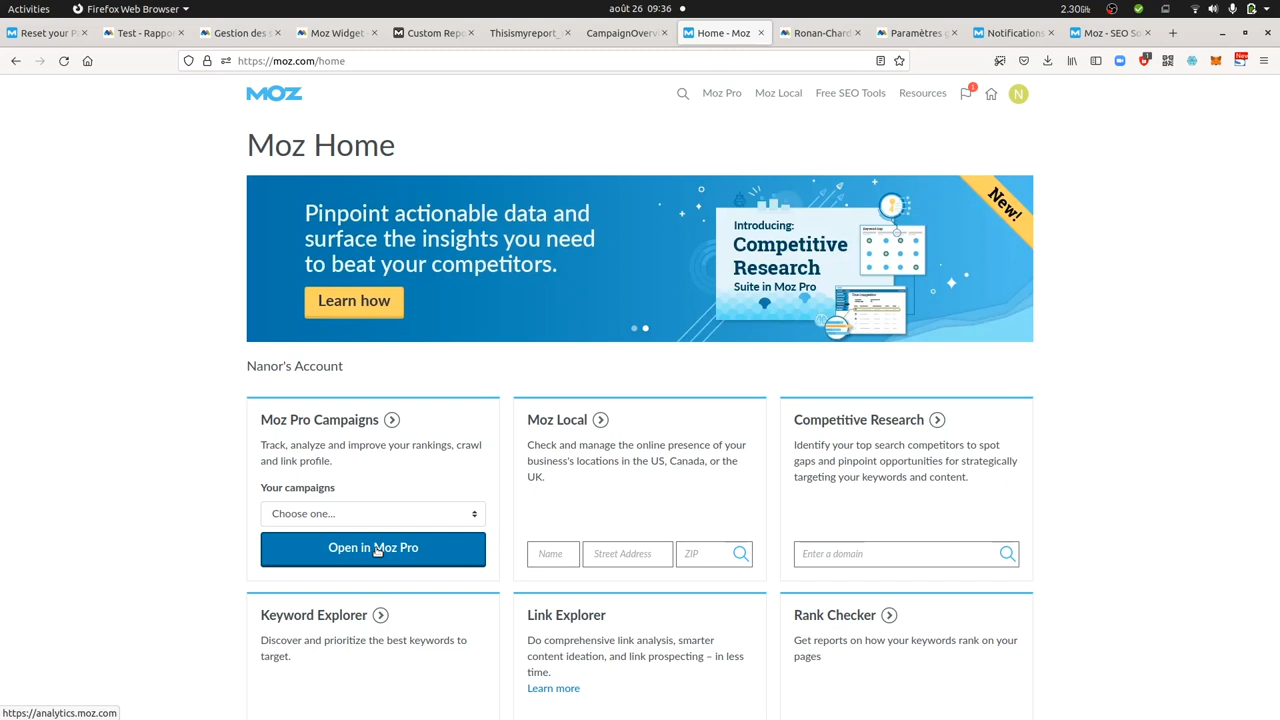 Activities
Firefox Web Browser
août 26 09:36
2.30GHz
Reset your P
Test - Rappor
Gestion des s
Moz Widget
Custom Repo
Thisismyreport_
CampaignOvervi
Home - Moz
Ronan-Chard
Paramètres g
Notifications
Moz - SEO So
https://moz.com/home
1
New
MOZ
Moz Pro
Moz Local
Free SEO Tools
Resources
1
N
Moz Home
Pinpoint actionable data and
surface the insights you need
to beat your competitors.
Learn how
Introducing:
Competitive
Research
Suite in Moz Pro
New!
Nanor's Account
Moz Pro Campaigns
Track, analyze and improve your rankings, crawl
and link profile.
Your campaigns
Choose one...
Open in Moz Pro
Moz Local
Check and manage the online presence of your
business's locations in the US, Canada, or the
UK.
Name
Street Address
ZIP
Competitive Research
Identify your top search competitors to spot
gaps and pinpoint opportunities for strategically
targeting your keywords and content.
Enter a domain
Keyword Explorer
Discover and prioritize the best keywords to
target.
Link Explorer
Do comprehensive link analysis, smarter
content ideation, and link prospecting – in less
time.
Learn more
Rank Checker
Get reports on how your keywords rank on your
pages
https://analytics.moz.com